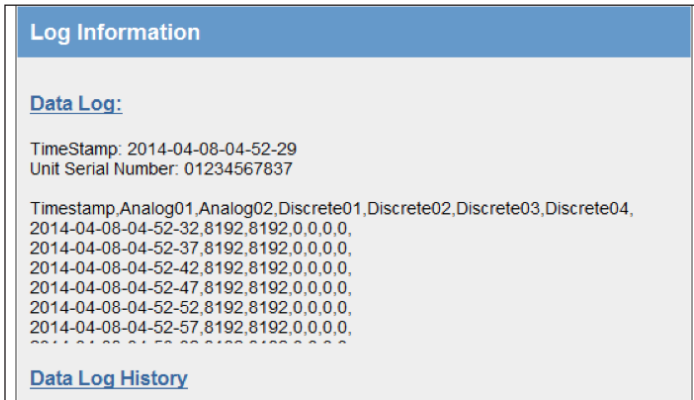 Log Information
Data Log:
TimeStamp: 2014-04-08-04-52-29
Unit Serial Number: 01234567837
Timestamp,Analog01,Analog02,Discrete01,Discrete02,Discrete03,Discrete04,
2014-04-08-04-52-32,8192,8192,0,0,0,0,
2014-04-08-04-52-37,8192,8192,0,0,0,0,
2014-04-08-04-52-42,8192,8192,0,0,0,0,
2014-04-08-04-52-47,8192,8192,0,0,0,0,
2014-04-08-04-52-52,8192,8192,0,0,0,0,
2014-04-08-04-52-57,8192,8192,0,0,0,0,
Data Log History